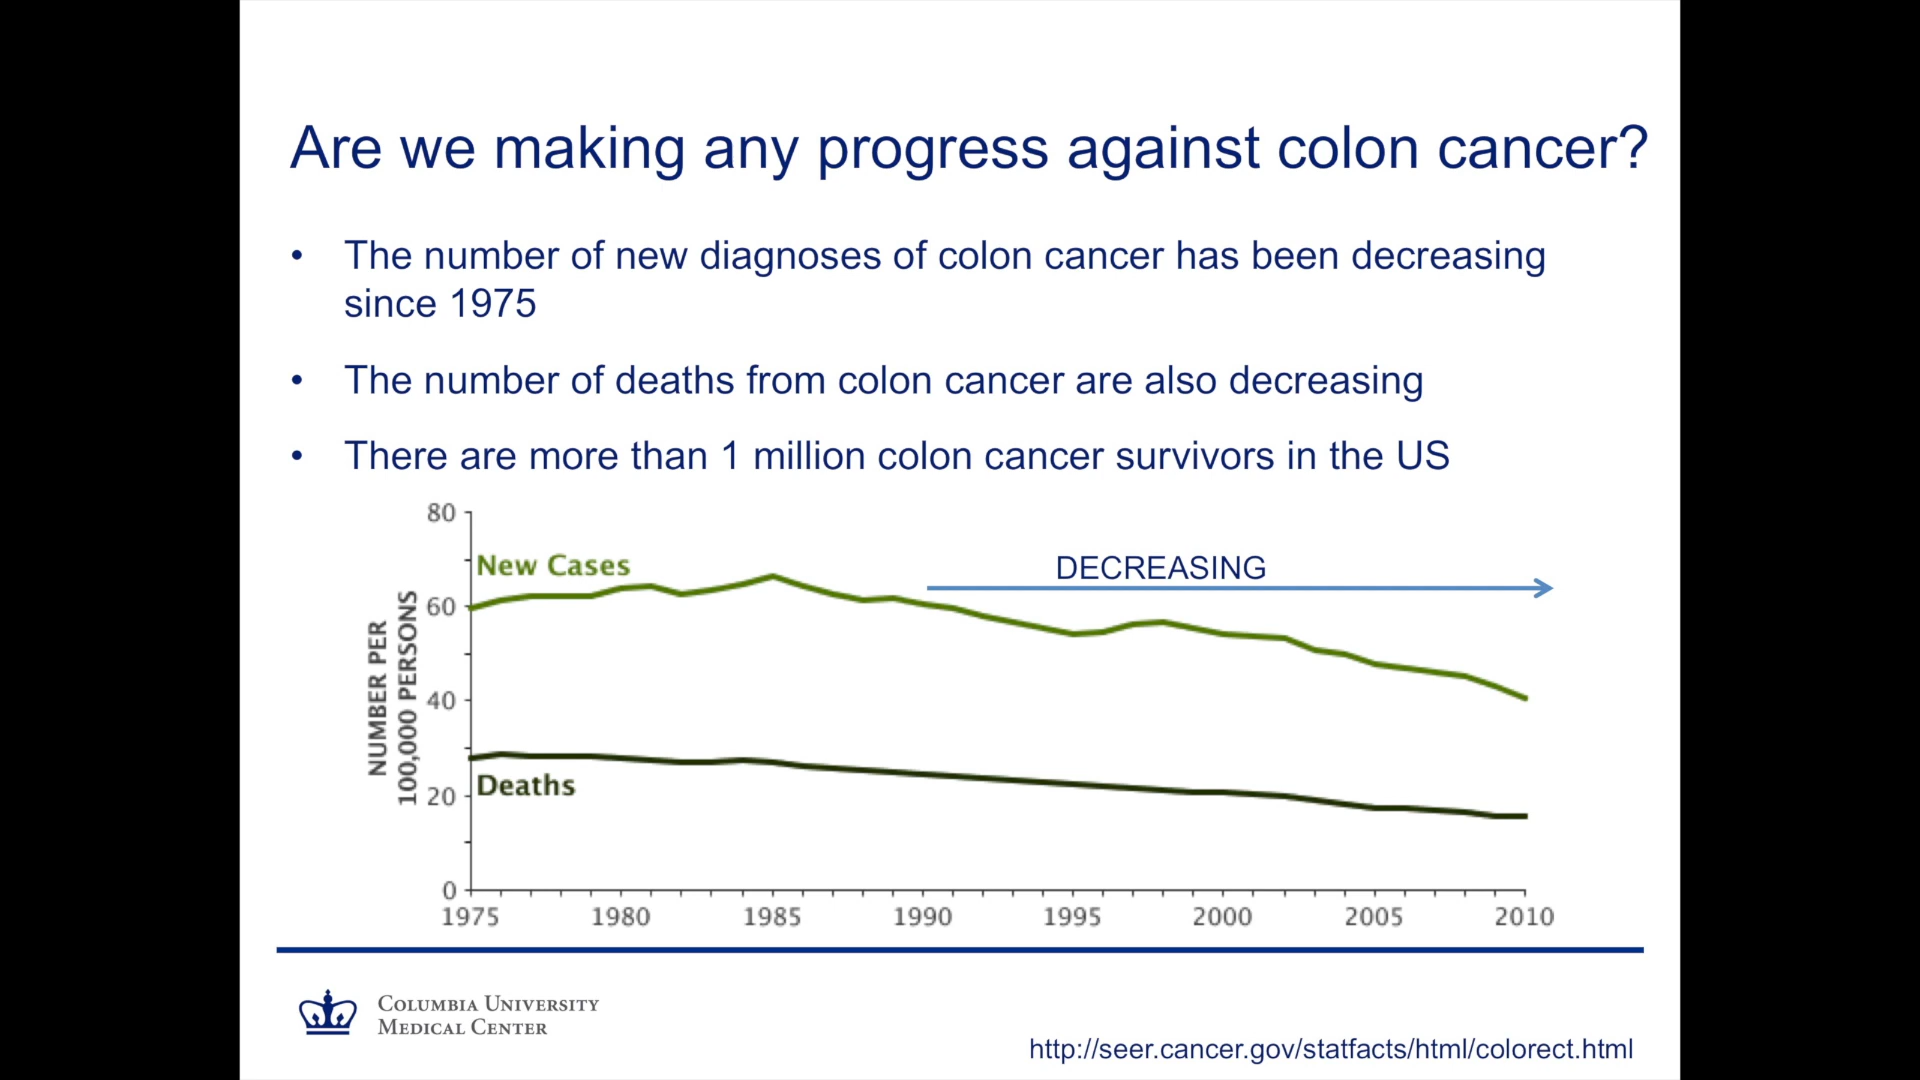 Are we making any progress against colon cancer?
• The number of new diagnoses of colon cancer has been decreasing
since 1975
• The number of deaths from colon cancer are also decreasing
• There are more than 1 million colon cancer survivors in the US
80
New Cases
DECREASING
60
NUMBER PER
100,000 PERSONS
40
Deaths
20
0
1975 1980 1985 1990 1995 2000 2005 2010
COLUMBIA UNIVERSITY
MEDICAL CENTER
http://seer.cancer.gov/statfacts/html/colorect.html